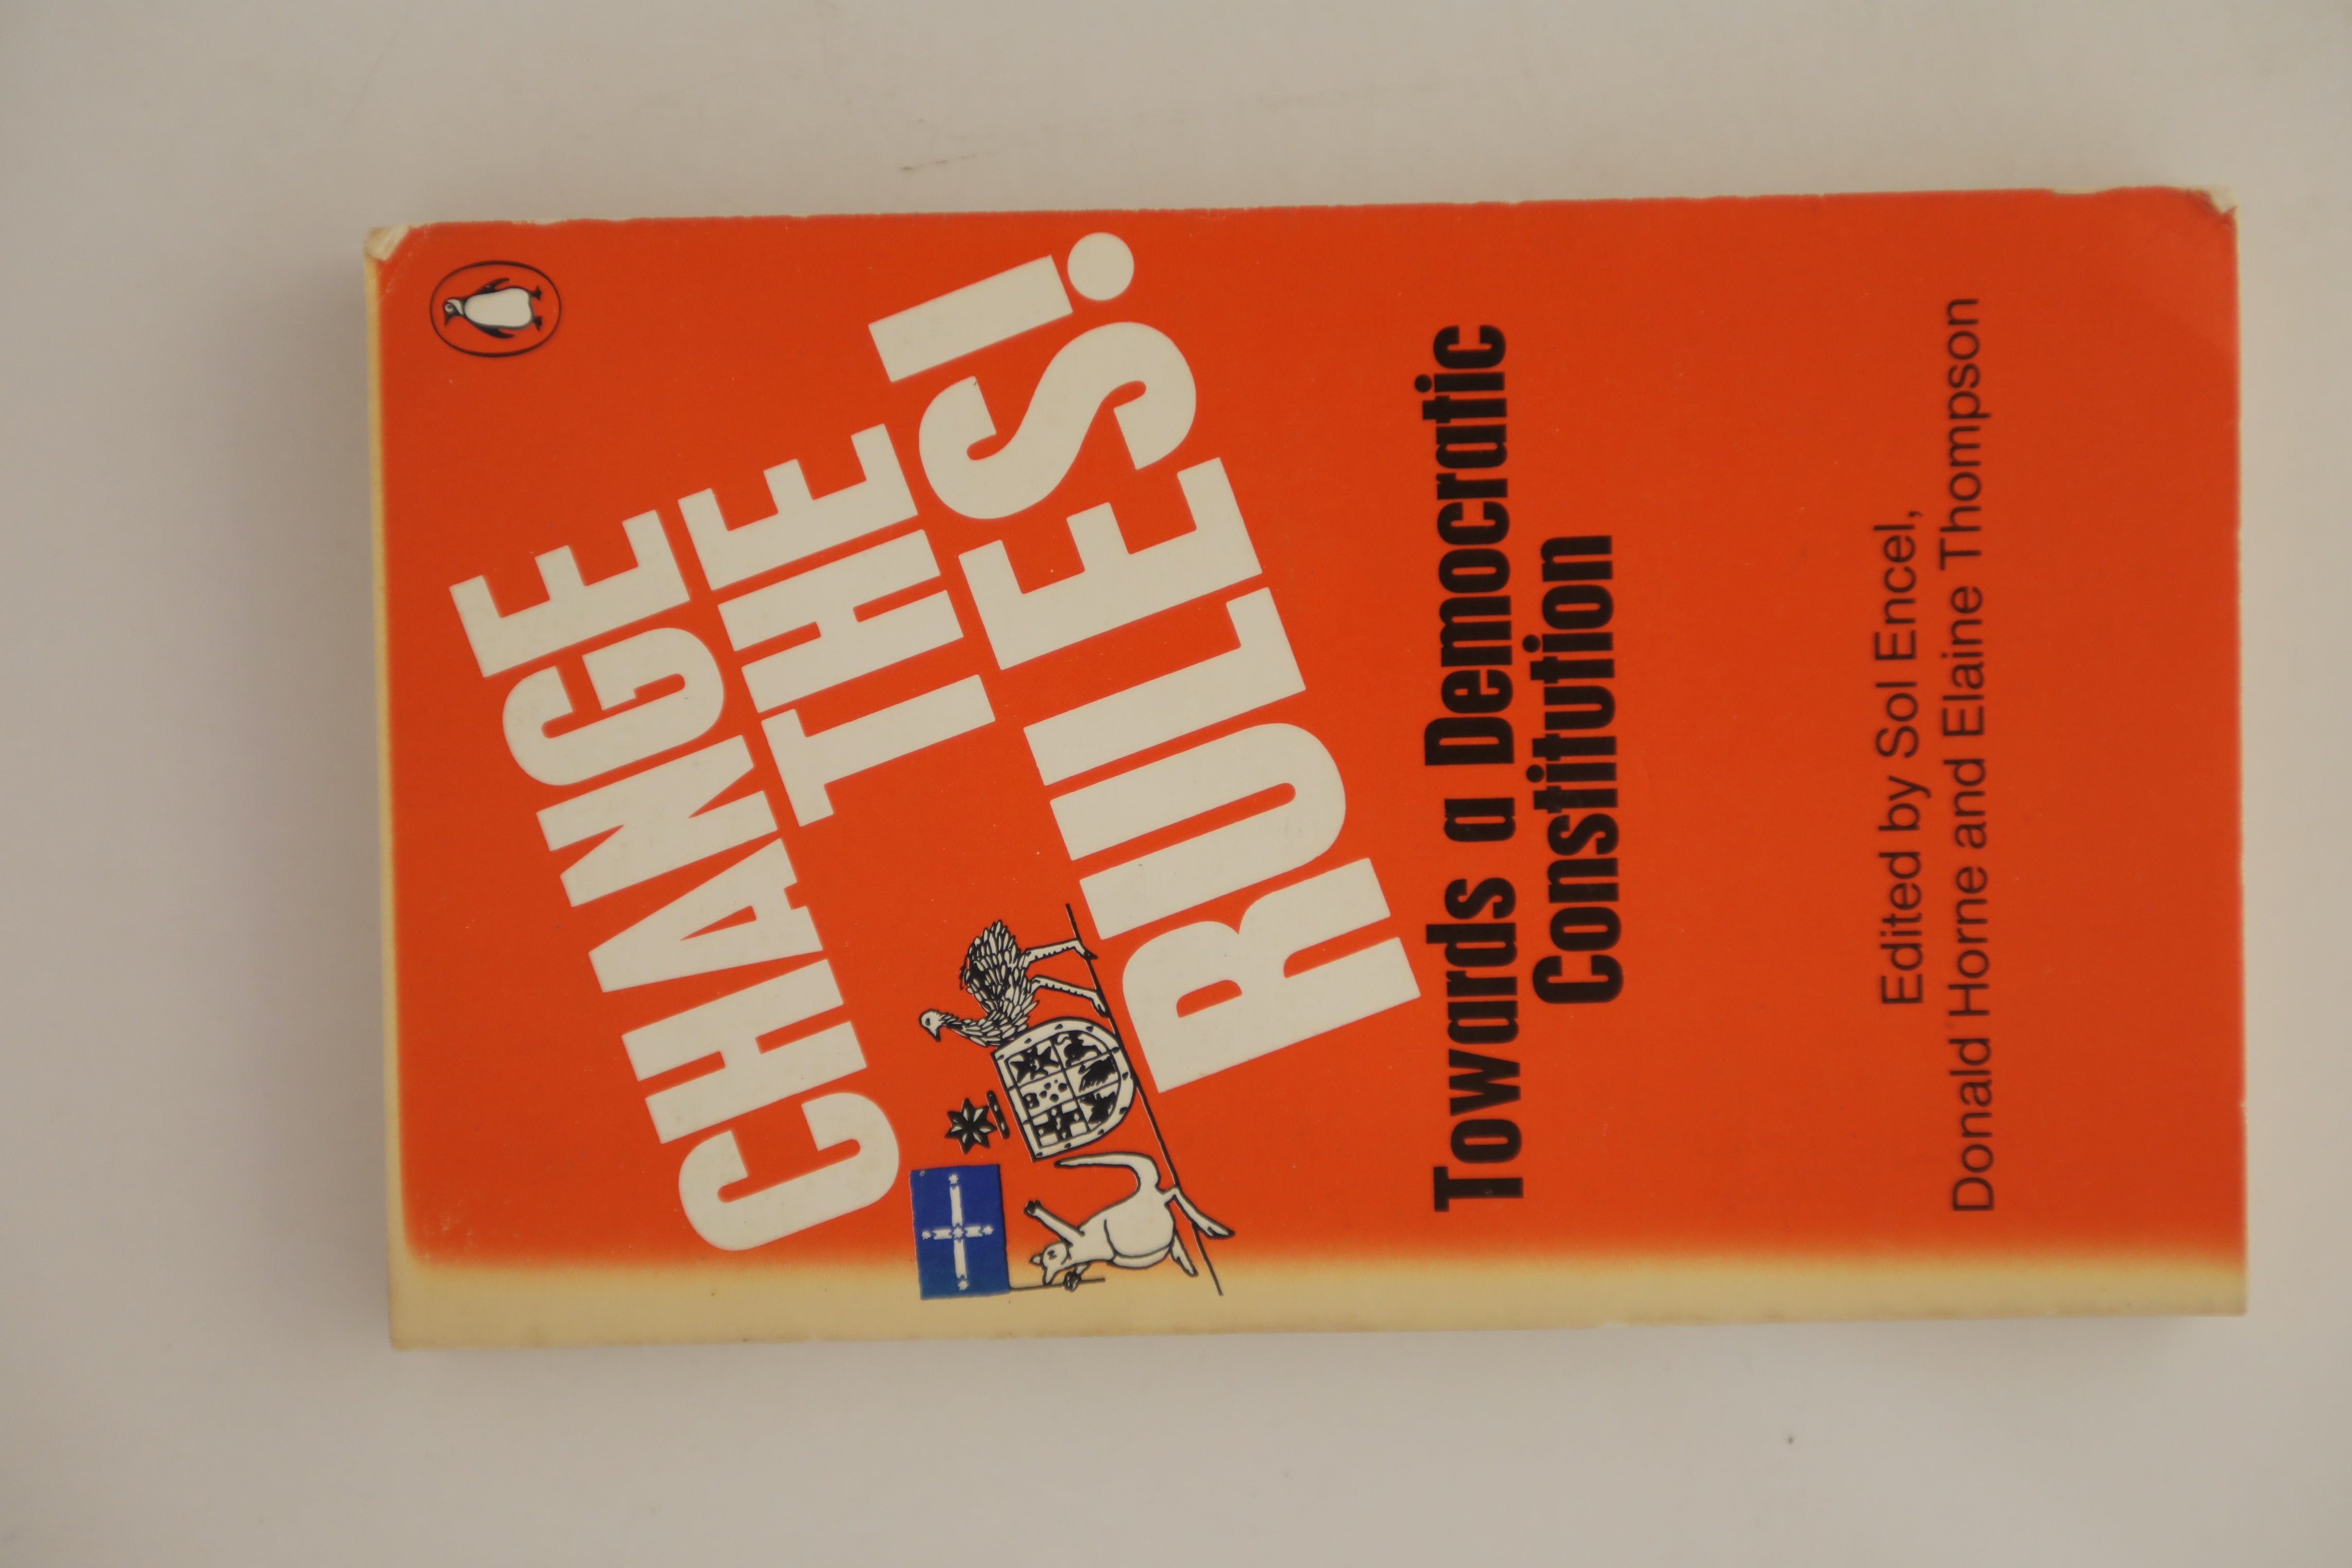 CHANGE
THE
RULES!
Towards a Democratic
Constitution
Edited by Sol Encel,
Donald Horne and Elaine Thompson